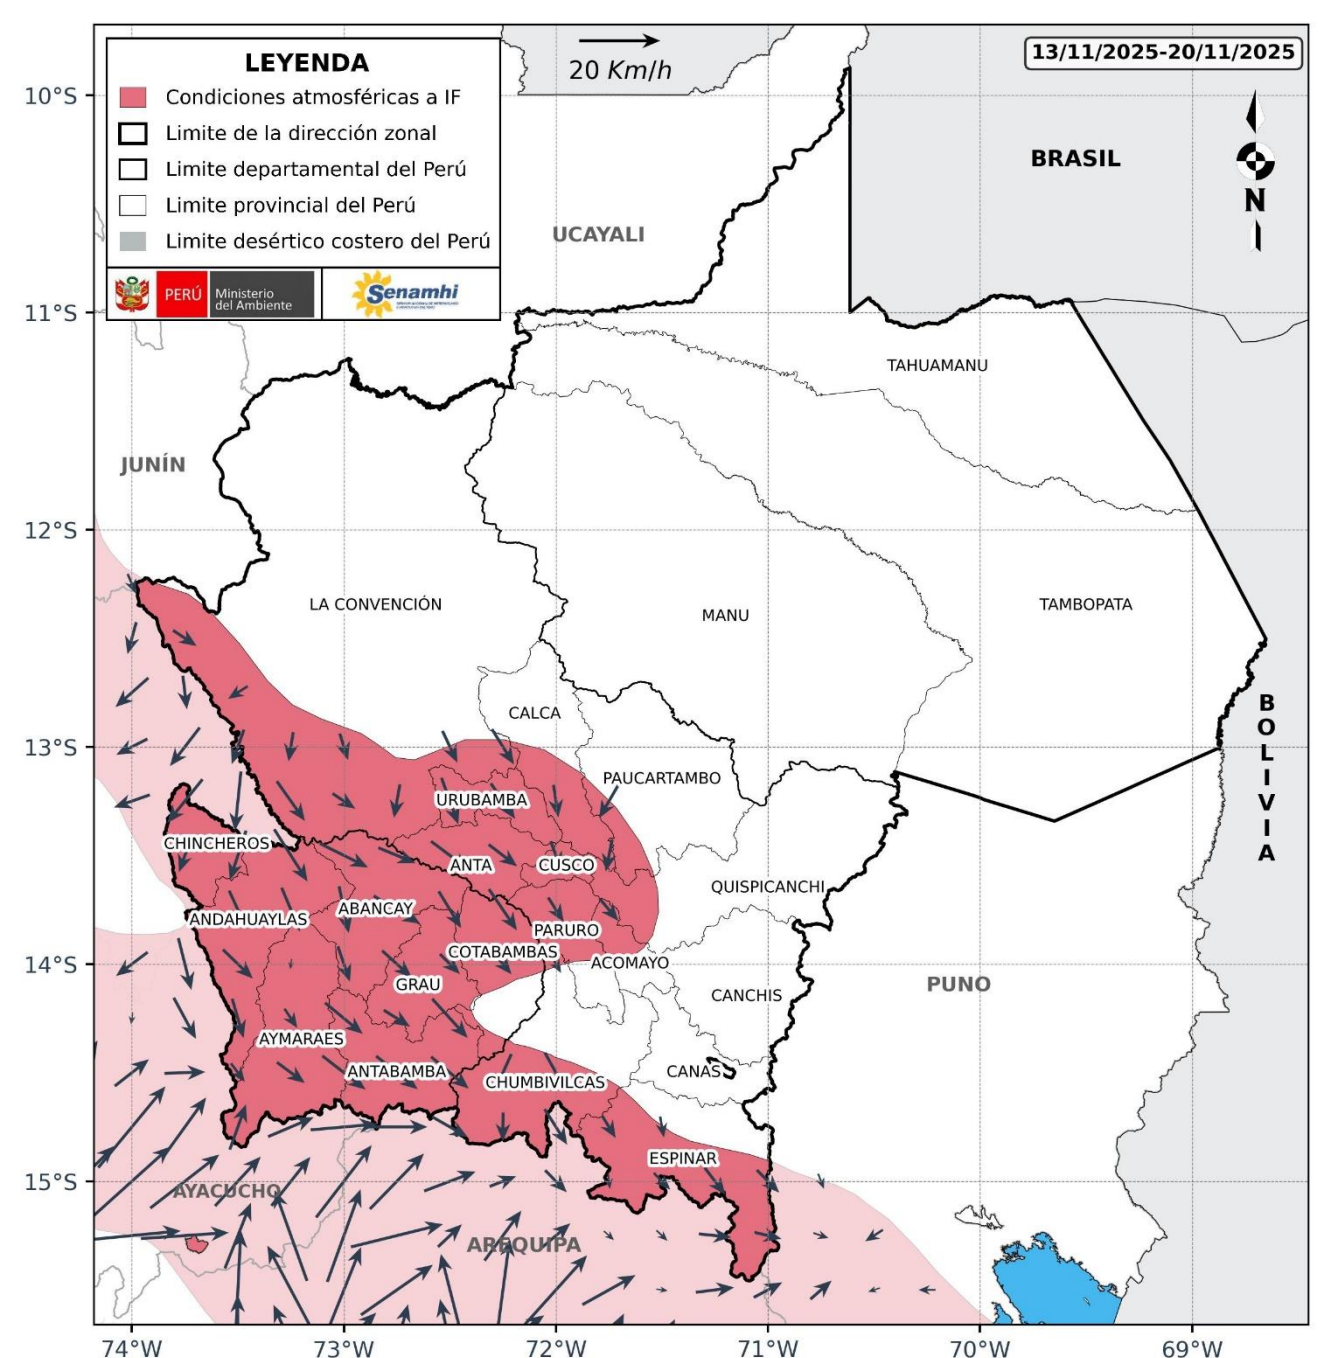 LEYENDA
Condiciones atmosféricas a IF
Limite de la dirección zonal
Limite departamental del Perú
Limite provincial del Perú
Limite desértico costero del Perú
PERÚ
Ministerio
del Ambiente
Senamhi
20 Km/h
13/11/2025-20/11/2025
N
BRASIL
UCAYALI
TAHUAMANU
JUNÍN
LA CONVENCIÓN
MANU
TAMBOPATA
CALCA
B
O
L
I
V
I
A
PAUCARTAMBO
URUBAMBA
CHINCHEROS
ANTA
CUSCO
QUISPICANCHI
ABANCAY
ANDAHUAYLAS
PARURO
COTABAMBAS
ACOMAYO
GRAU
CANCHIS
PUNO
AYMARAES
ANTABAMBA
CHUMBIVILCAS
CANAS
ESPINAR
AYACUCHO
AREQUIPA
10°S
11°S
12°S
13°S
14°S
15°S
74°W
73°W
72°W
71°W
70°W
69°W